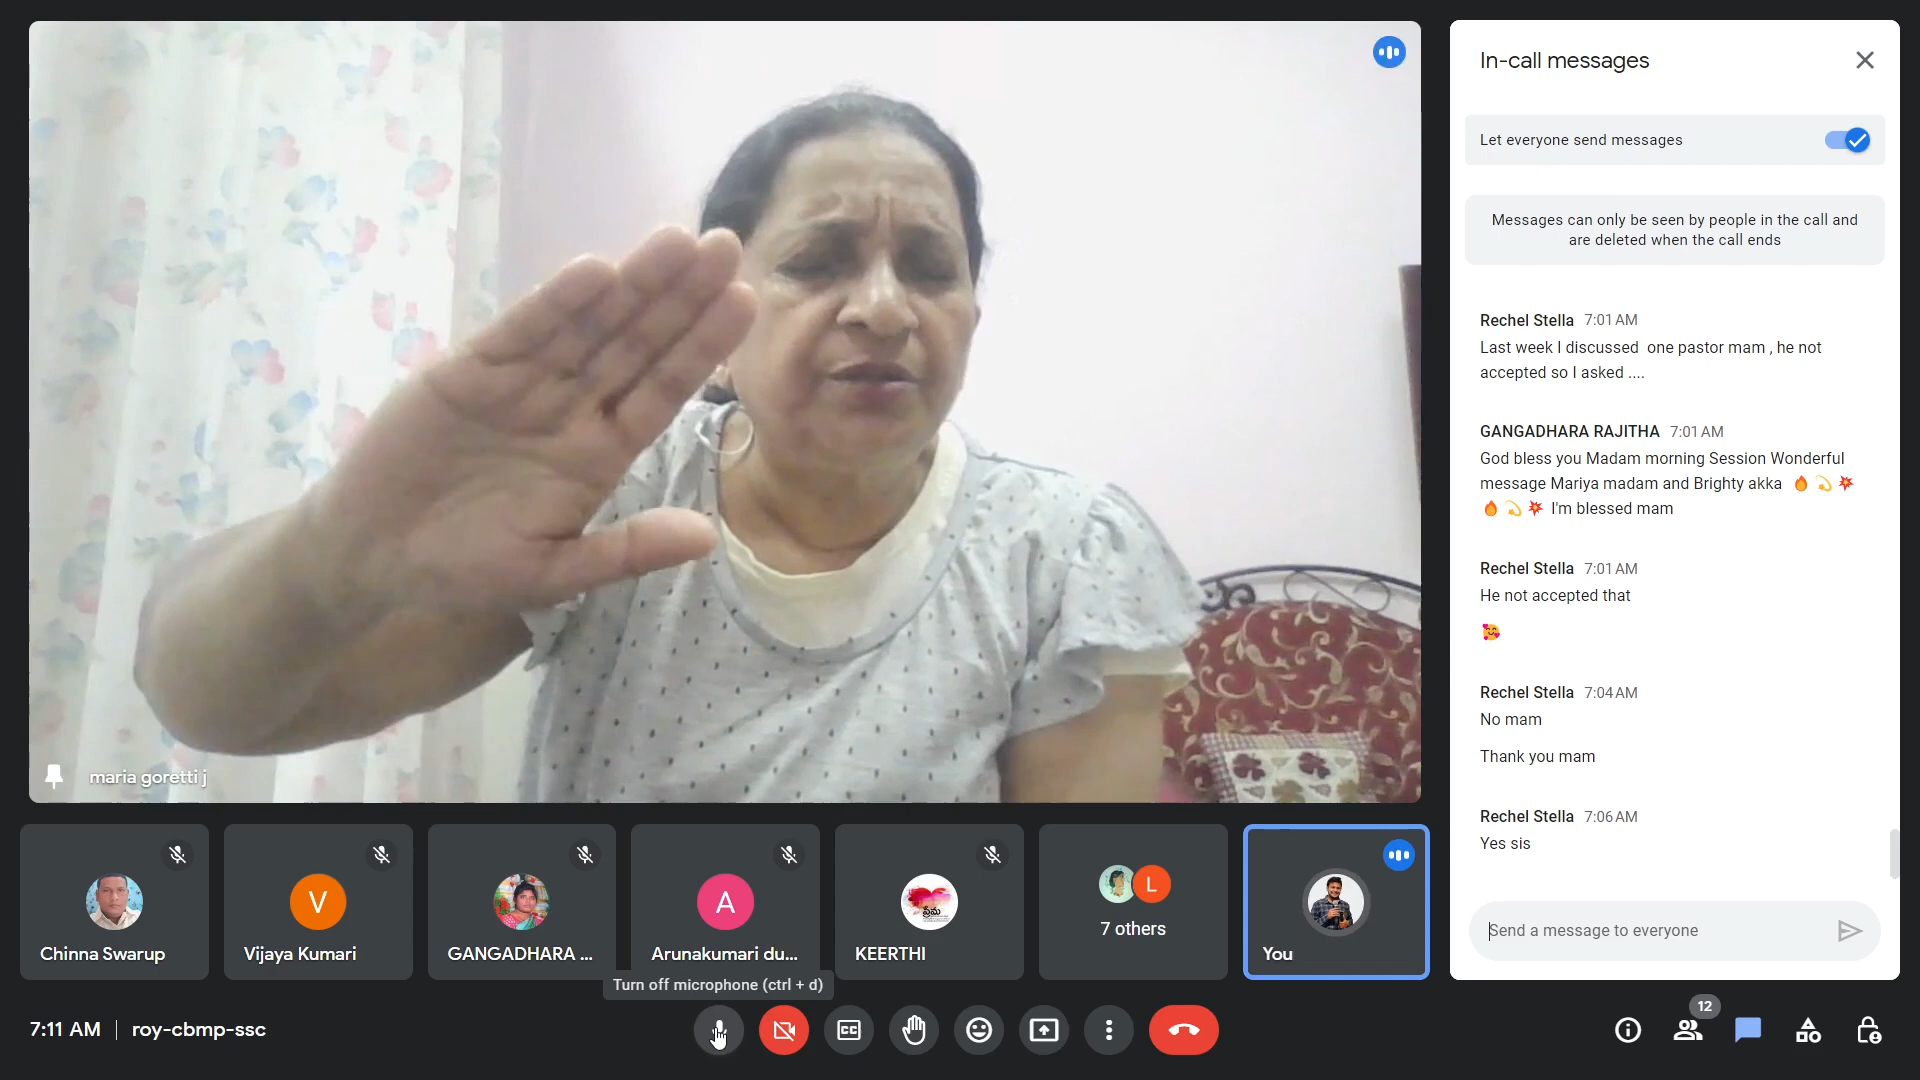 In-call messages
Let everyone send messages
Messages can only be seen by people in the call and
are deleted when the call ends
Rechel Stella 7:01 AM
Last week I discussed one pastor mam , he not
accepted so I asked ....
GANGADHARA RAJITHA 7:01 AM
God bless you Madam morning Session Wonderful
message Mariya madam and Brighty akka 🔥 💫 💥
🔥 💫 💥 I'm blessed mam
Rechel Stella 7:01 AM
He not accepted that
🥰
Rechel Stella 7:04 AM
No mam
Thank you mam
Rechel Stella 7:06 AM
Yes sis
Send a message to everyone
maria goretti j
Chinna Swarup
V
Vijaya Kumari
GANGADHARA ...
A
Arunakumari du...
ప్రేమ
KEERTHI
L
7 others
You
Turn off microphone (ctrl + d)
7:11 AM | roy-cbmp-ssc
CC
12